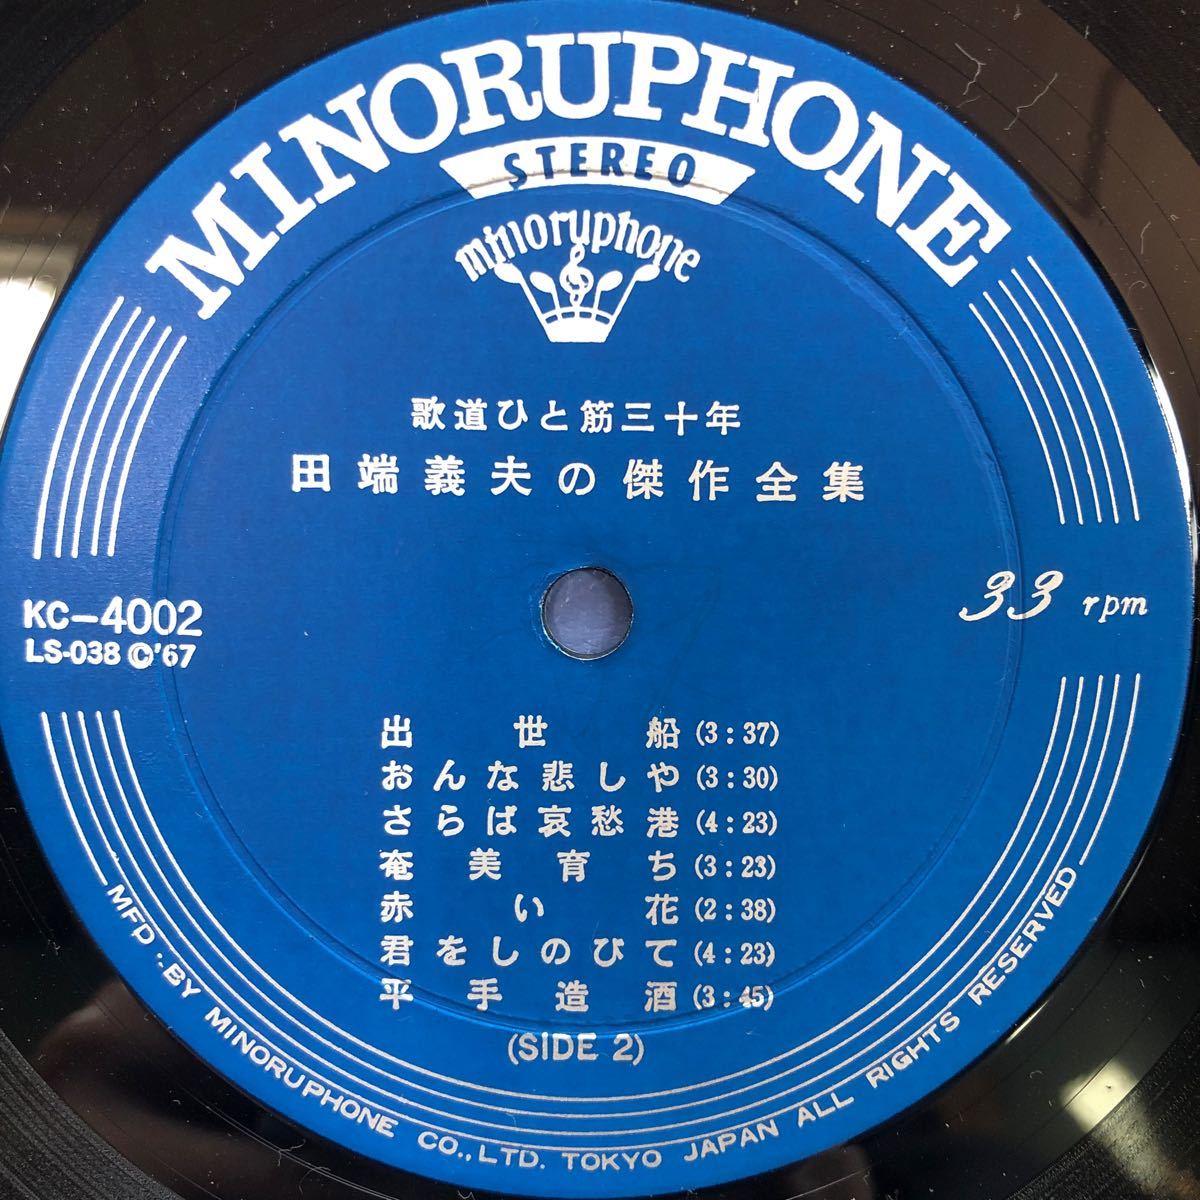 MINORUPHONE
STEREO
minoruphone
歌道ひと筋三十年
田端義夫の傑作全集
KC-4002
LS-038 ©'67
33 rpm
出世船 (3:37)
おんな悲しや (3:30)
さらば哀愁港 (4:23)
奄美育ち (3:23)
赤い花 (2:38)
君をしのびて (4:23)
平手造酒 (3:45)
(SIDE 2)
MFD. BY MINORUPHONE CO., LTD. TOKYO JAPAN ALL RIGHTS RESERVED